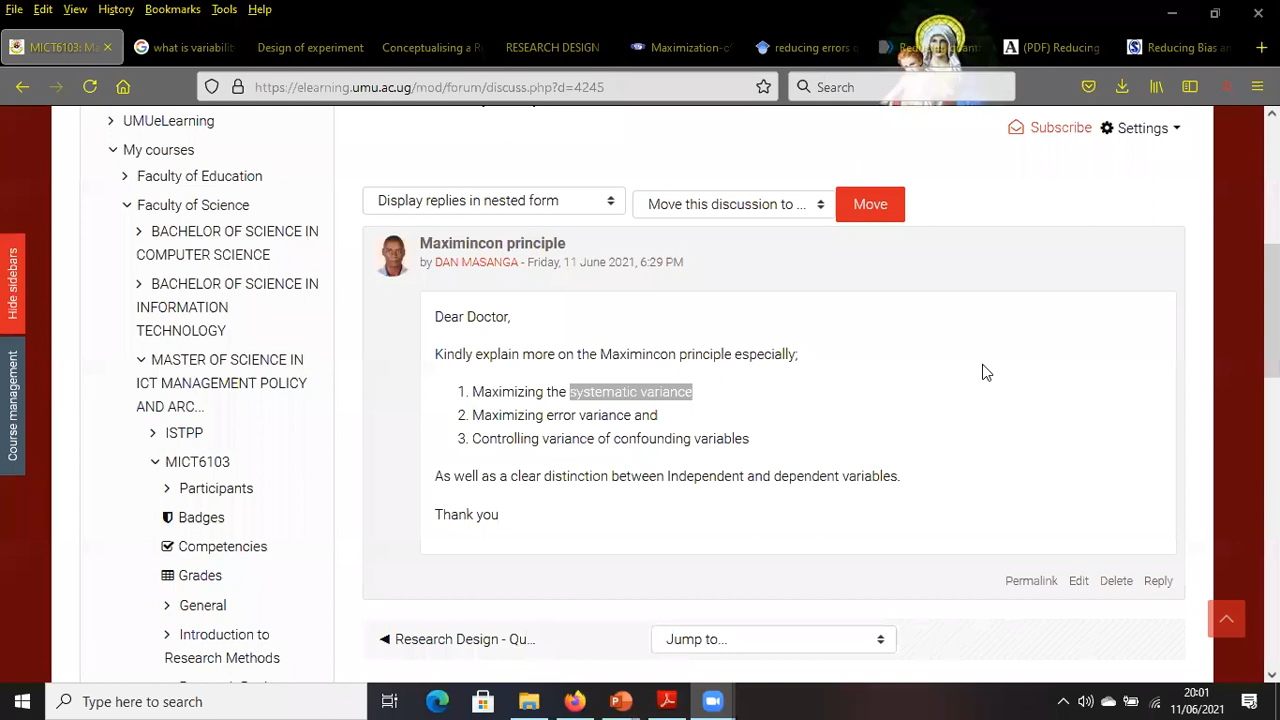 File Edit View History Bookmarks Tools Help
MICT6103: Ma
what is variabili
Design of experiment
Conceptualising a R
RESEARCH DESIGN
Maximization-c
reducing errors o
(PDF) Reducing
Reducing Bias an
https://elearning.umu.ac.ug/mod/forum/discuss.php?d=4245
Search
Subscribe
Settings
UMUeLearning
My courses
Faculty of Education
Faculty of Science
BACHELOR OF SCIENCE IN
COMPUTER SCIENCE
BACHELOR OF SCIENCE IN
INFORMATION
TECHNOLOGY
MASTER OF SCIENCE IN
ICT MANAGEMENT POLICY
AND ARC...
ISTPP
MICT6103
Participants
Badges
Competencies
Grades
General
Introduction to
Research Methods
Hide sidebars
Course management
Display replies in nested form
Move this discussion to ...
Move
Maximincon principle
by DAN MASANGA - Friday, 11 June 2021, 6:29 PM
Dear Doctor,
Kindly explain more on the Maximincon principle especially;
1. Maximizing the systematic variance
2. Maximizing error variance and
3. Controlling variance of confounding variables
As well as a clear distinction between Independent and dependent variables.
Thank you
Permalink Edit Delete Reply
◀ Research Design - Qu...
Jump to...
Type here to search
20:01
11/06/2021